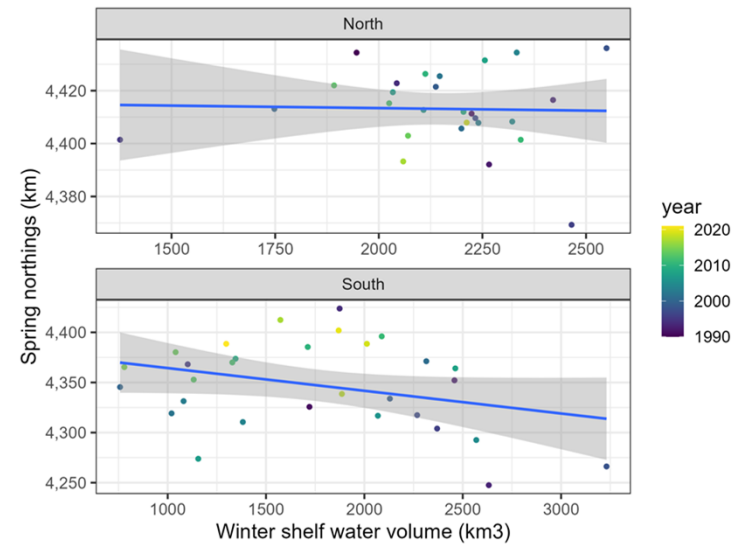 North
4,420
4,400
4,380
1500 1750 2000 2250 2500
South
4,400
4,350
4,300
4,250
1000 1500 2000 2500 3000
Winter shelf water volume (km3)
Spring northings (km)
year
2020
2010
2000
1990